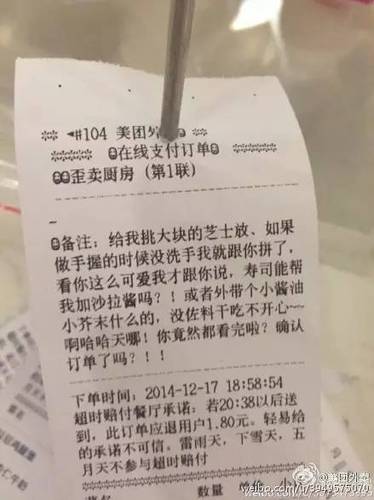 #104 美团外
在线支付订单
歪卖厨房（第1联）
备注：给我挑大块的芝士放、如果
做手握的时候没洗手我就跟你拼了，
看你这么可爱我才跟你说，寿司能帮
我加沙拉酱吗？！或者外带个小酱油
小芥末什么的，没佐料干吃不开心~~
啊哈哈天哪！你竟然都看完啦？确认
订单了吗？！！
下单时间：2014-12-17 18:58:54
超时赔付餐厅承诺：若20:38以后送
到，此订单应退用户1.80元。轻易给
的承诺不可信。雷雨天，下雪天，五
月天不参与超时赔付
数量
@美团外卖
weibo.com/u/3949575070